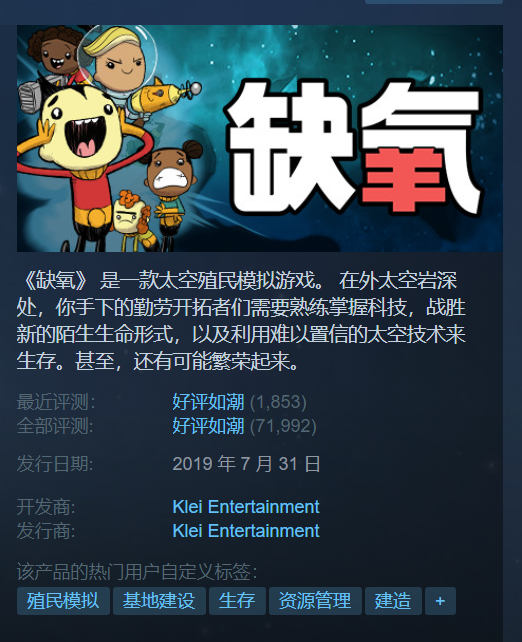 缺氧
《缺氧》 是一款太空殖民模拟游戏。 在外太空岩深
处，你手下的勤劳开拓者们需要熟练掌握科技，战胜
新的陌生生命形式，以及利用难以置信的太空技术来
生存。甚至，还有可能繁荣起来。
最近评测： 好评如潮 (1,853)
全部评测： 好评如潮 (71,992)
发行日期: 2019 年 7 月 31 日
开发商: Klei Entertainment
发行商: Klei Entertainment
该产品的热门用户自定义标签：
殖民模拟 基地建设 生存 资源管理 建造 +